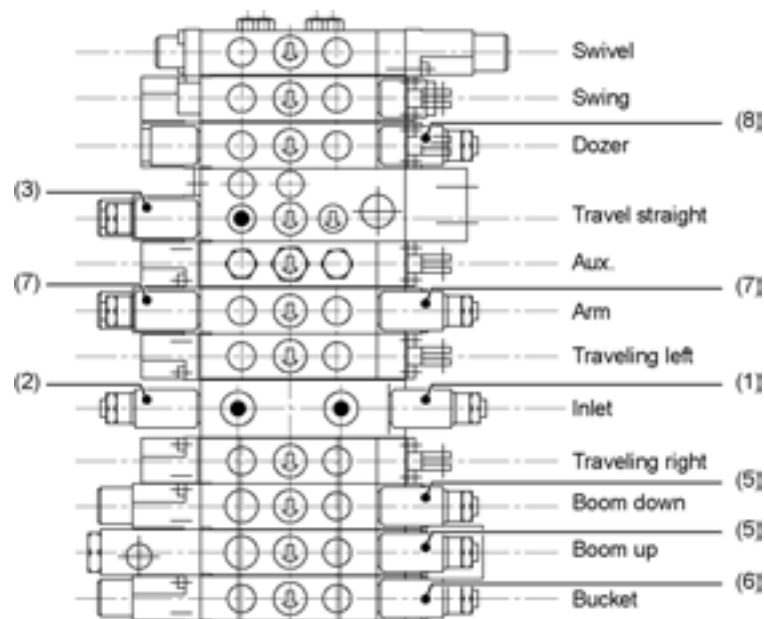 Swivel
Swing
(8)
Dozer
(3)
Travel straight
Aux.
(7)
(7)
Arm
Traveling left
(2)
(1)
Inlet
Traveling right
(5)
Boom down
(5)
Boom up
(6)
Bucket